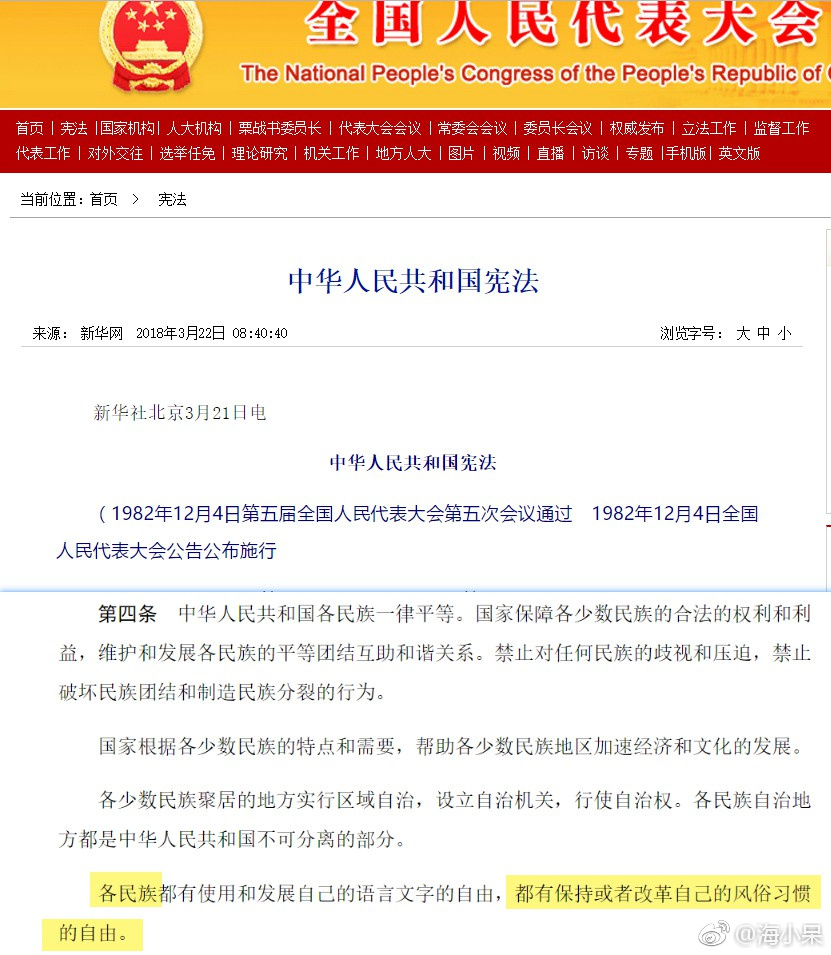 全国人民代表大会
The National People's Congress of the People's Republic of
首页 | 宪法 |国家机构| 人大机构 | 栗战书委员长 | 代表大会会议 | 常委会会议 | 委员长会议 | 权威发布 | 立法工作 | 监督工作
代表工作 | 对外交往 | 选举任免 | 理论研究 | 机关工作 | 地方人大 | 图片 | 视频 | 直播 | 访谈 | 专题 |手机版| 英文版
当前位置：首页 > 宪法
中华人民共和国宪法
来源： 新华网 2018年3月22日 08:40:40 浏览字号： 大 中 小
新华社北京3月21日电
中华人民共和国宪法
（1982年12月4日第五届全国人民代表大会第五次会议通过 1982年12月4日全国
人民代表大会公告公布施行
第四条 中华人民共和国各民族一律平等。国家保障各少数民族的合法的权利和利
益，维护和发展各民族的平等团结互助和谐关系。禁止对任何民族的歧视和压迫，禁止
破坏民族团结和制造民族分裂的行为。
国家根据各少数民族的特点和需要，帮助各少数民族地区加速经济和文化的发展。
各少数民族聚居的地方实行区域自治，设立自治机关，行使自治权。各民族自治地
方都是中华人民共和国不可分离的部分。
各民族都有使用和发展自己的语言文字的自由，都有保持或者改革自己的风俗习惯
的自由。
@海小呆